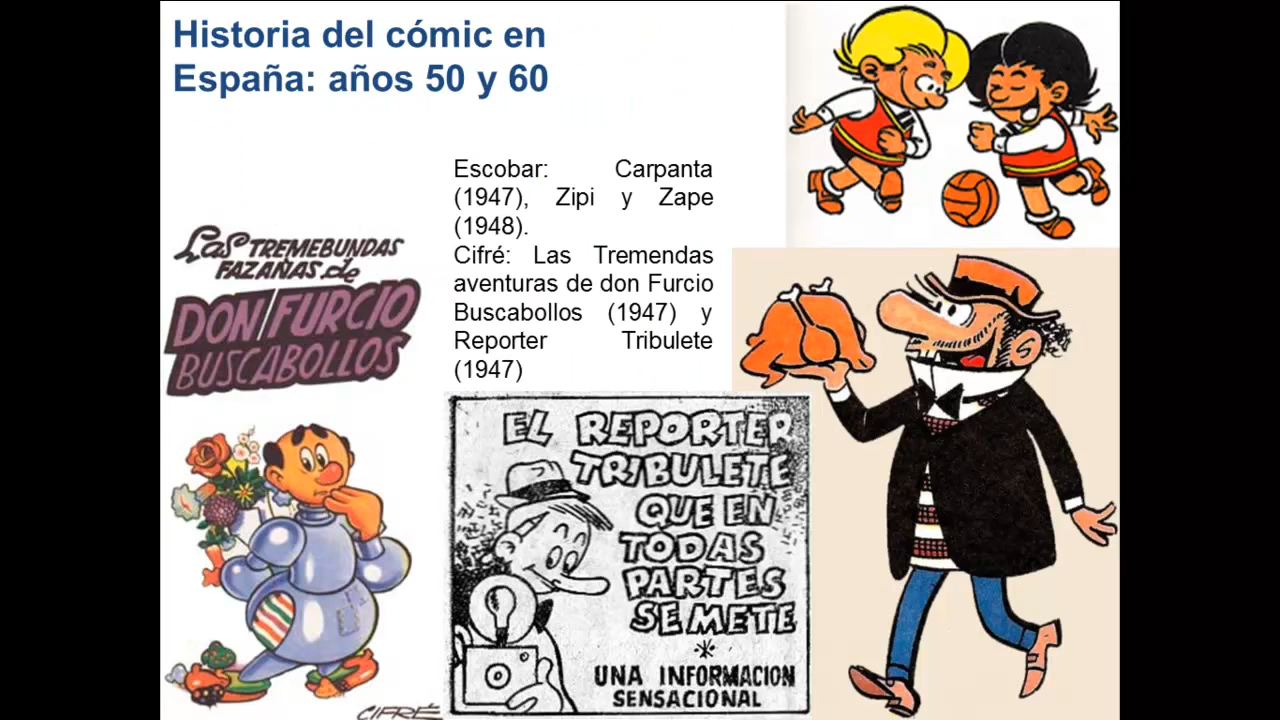 Historia del cómic en
España: años 50 y 60
Escobar: Carpanta
(1947), Zipi y Zape
(1948).
Cifré: Las Tremendas
aventuras de don Furcio
Buscabollos (1947) y
Reporter Tribulete
(1947)
Las TREMEBUNDAS
FAZAÑAS de
DON FURCIO
BUSCABOLLOS
CIFRÉ
EL REPORTER
TRIBULETE
QUE EN
TODAS
PARTES
SE METE
UNA INFORMACION
SENSACIONAL